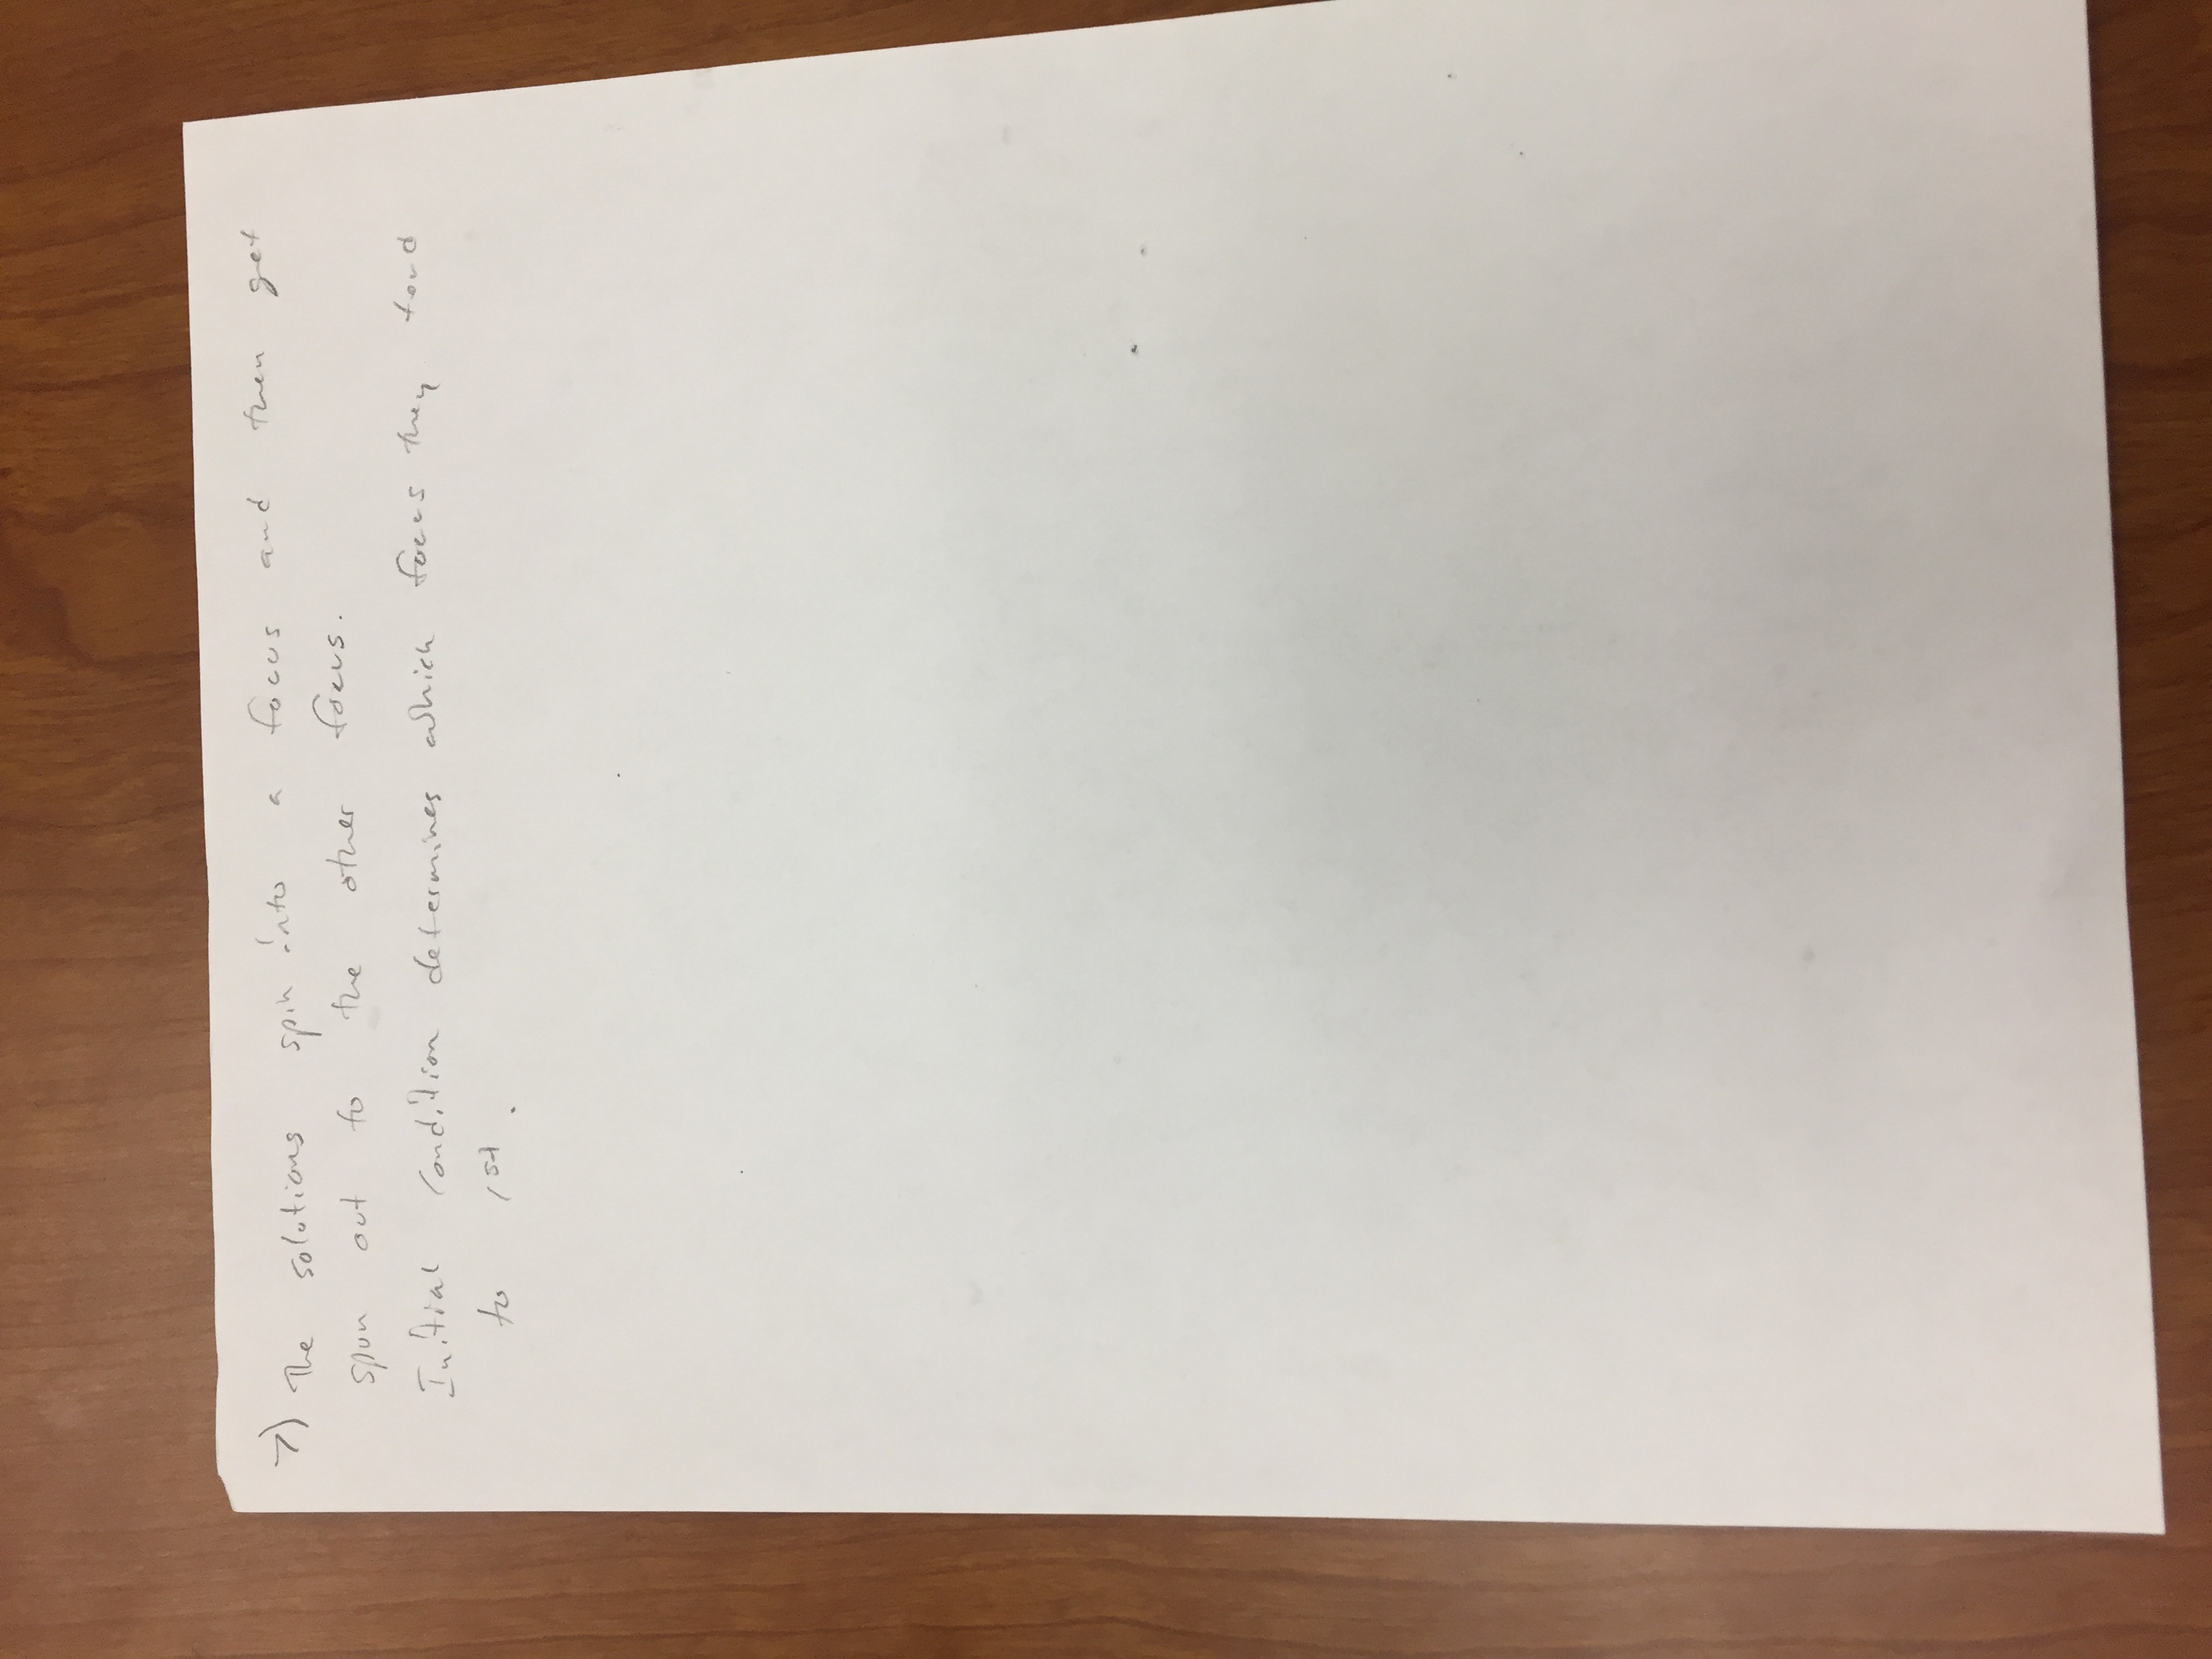 7) The solutions spin into a focus and then get
spun out to the other focus.
Initial condition determines which focus they tend
to 1st.